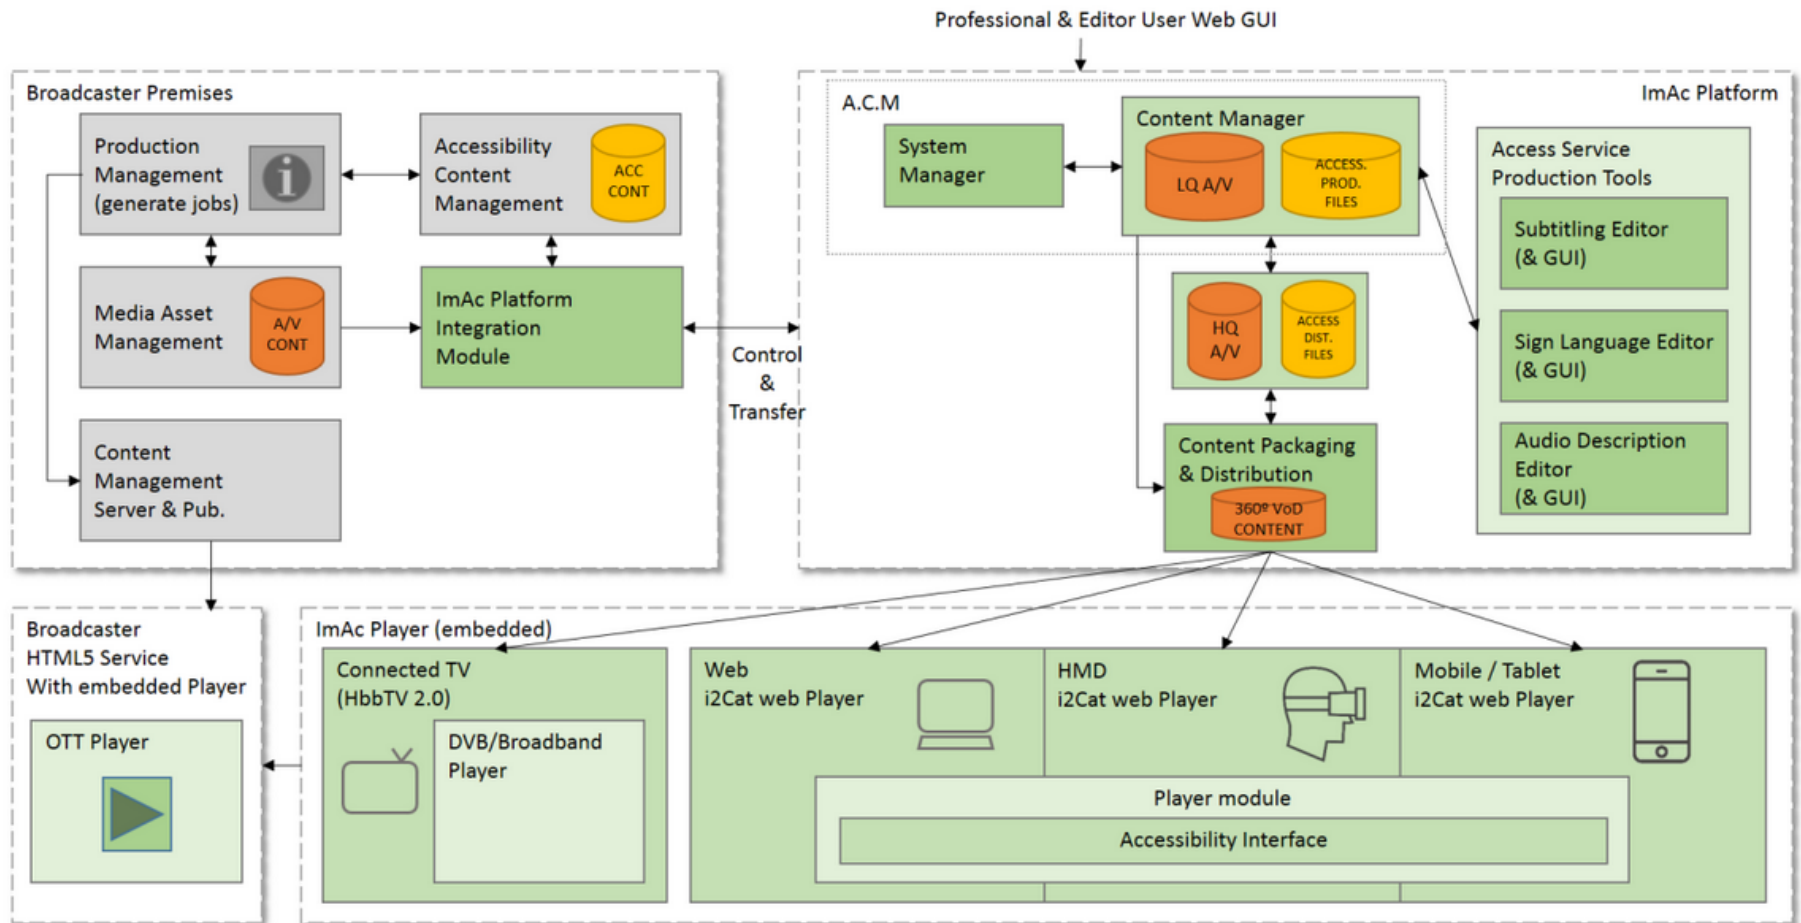 Professional & Editor User Web GUI
Broadcaster Premises
Production
Management
(generate jobs)
i
Accessibility
Content
Management
ACC
CONT
Media Asset
Management
A/V
CONT
ImAc Platform
Integration
Module
Content
Management
Server & Pub.
Control
&
Transfer
A.C.M
ImAc Platform
System
Manager
Content Manager
LQ A/V
ACCESS.
PROD.
FILES
HQ
A/V
ACCESS
DIST.
FILES
Content Packaging
& Distribution
360º VoD
CONTENT
Access Service
Production Tools
Subtitling Editor
(& GUI)
Sign Language Editor
(& GUI)
Audio Description
Editor
(& GUI)
Broadcaster
HTML5 Service
With embedded Player
OTT Player
ImAc Player (embedded)
Connected TV
(HbbTV 2.0)
DVB/Broadband
Player
Web
i2Cat web Player
HMD
i2Cat web Player
Mobile / Tablet
i2Cat web Player
Player module
Accessibility Interface